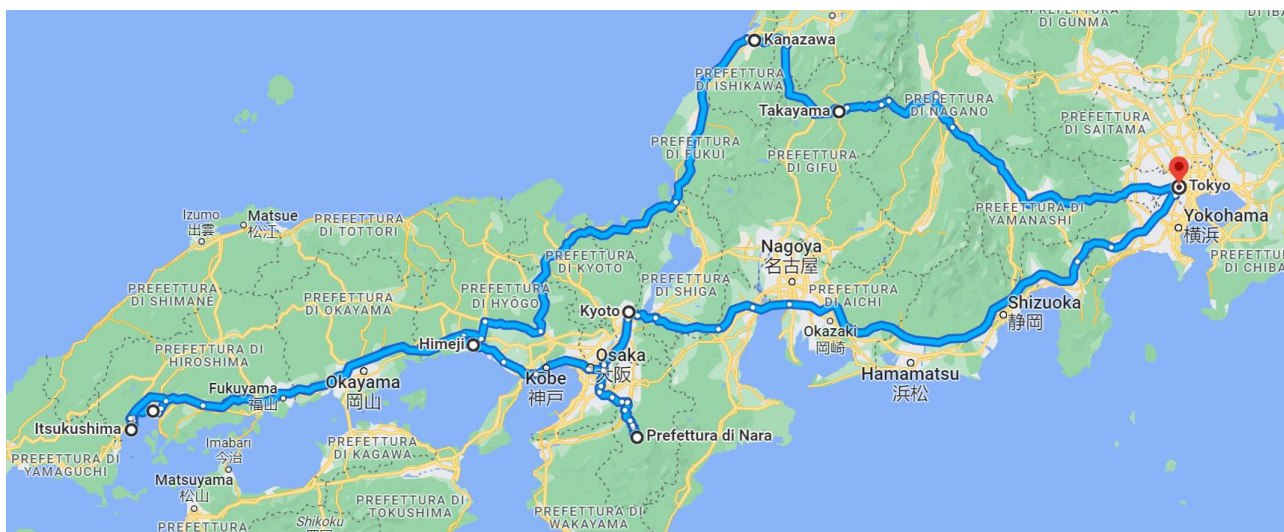 PREFETTURA
DI GUNMA
Kanazawa
PREFETTURA
DI ISHIKAWA
Takayama
PREFETTURA
DI NAGANO
PREFETTURA
DI SAITAMA
PREFETTURA
DI FUKUI
PREFETTURA
DI GIFU
Tokyo
Izumo
出雲
Matsue
松江
PREFETTURA
DI TOTTORI
PREFETTURA DI
YAMANASHI
Yokohama
横浜
Nagoya
名古屋
PREFETTURA
DI KYOTO
PREFETTURA
DI CHIBA
PREFETTURA
DI SHIMANE
PREFETTURA
DI OKAYAMA
PREFETTURA
DI HYŌGO
PREFETTURA
DI SHIGA
PREFETTURA
DI AICHI
Kyoto
Shizuoka
静岡
Okazaki
岡崎
PREFETTURA DI
HIROSHIMA
Himeji
Osaka
大阪
Hamamatsu
浜松
Okayama
岡山
Kōbe
神戸
Fukuyama
福山
Itsukushima
Prefettura di Nara
Imabari
今治
PREFETTURA
DI KAGAWA
PREFETTURA DI
YAMAGUCHI
Matsuyama
松山
PREFETTURA DI
TOKUSHIMA
PREFETTURA DI
WAKAYAMA
Shikoku
PREFETTURA